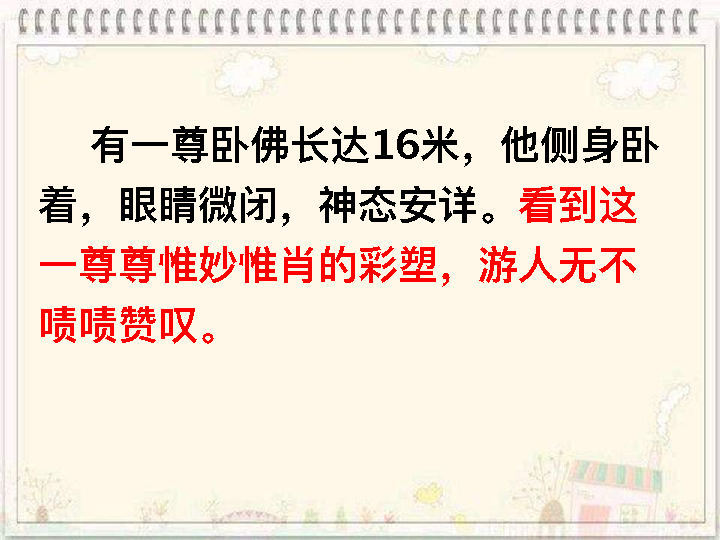 有一尊卧佛长达16米，他侧身卧
着，眼睛微闭，神态安详。看到这
一尊尊惟妙惟肖的彩塑，游人无不
啧啧赞叹。